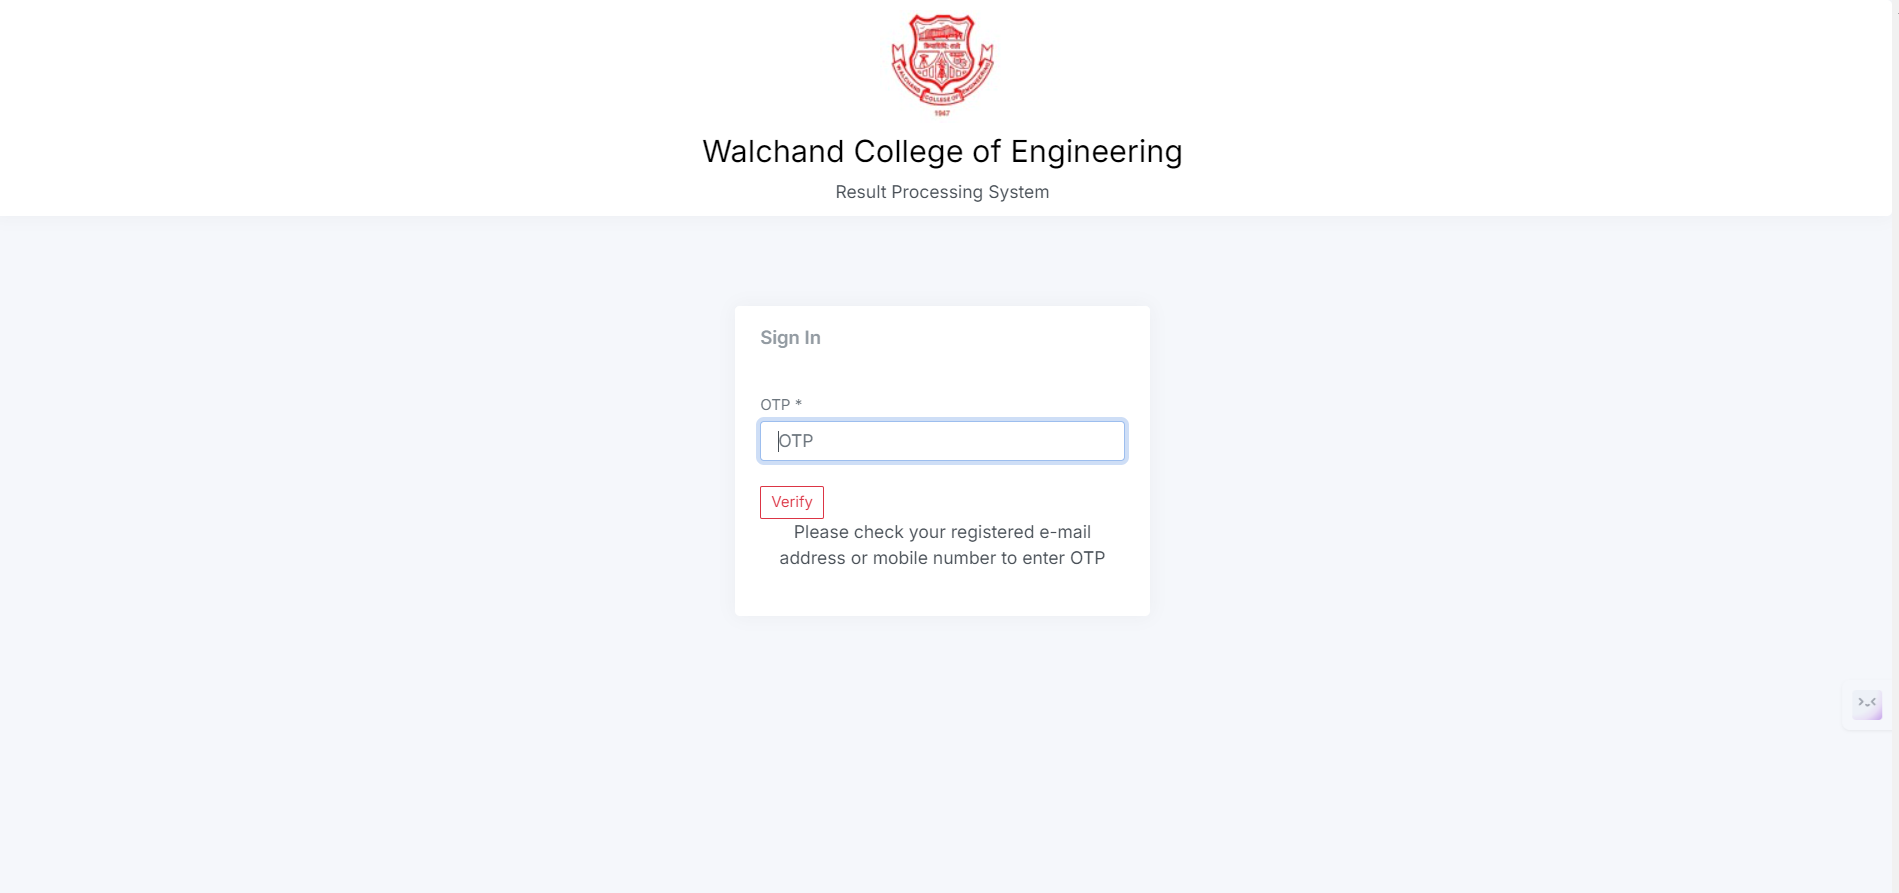 क्रियासिद्धि: सत्वे
WALCHAND COLLEGE OF ENGINEERING
1947
Walchand College of Engineering
Result Processing System
Sign In
OTP *
OTP
Verify
Please check your registered e-mail
address or mobile number to enter OTP